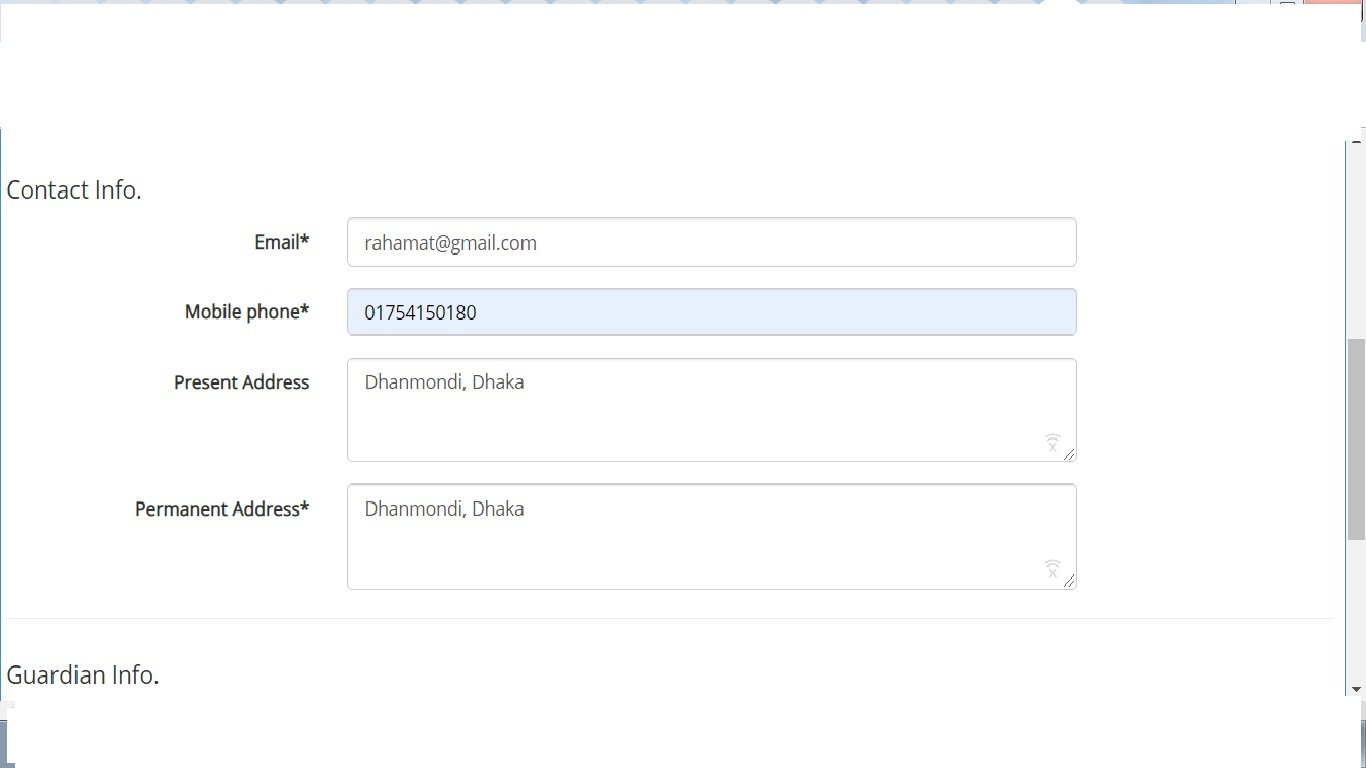 Contact Info.
Email* rahamat@gmail.com
Mobile phone* 01754150180
Present Address Dhanmondi, Dhaka
Permanent Address* Dhanmondi, Dhaka
Guardian Info.